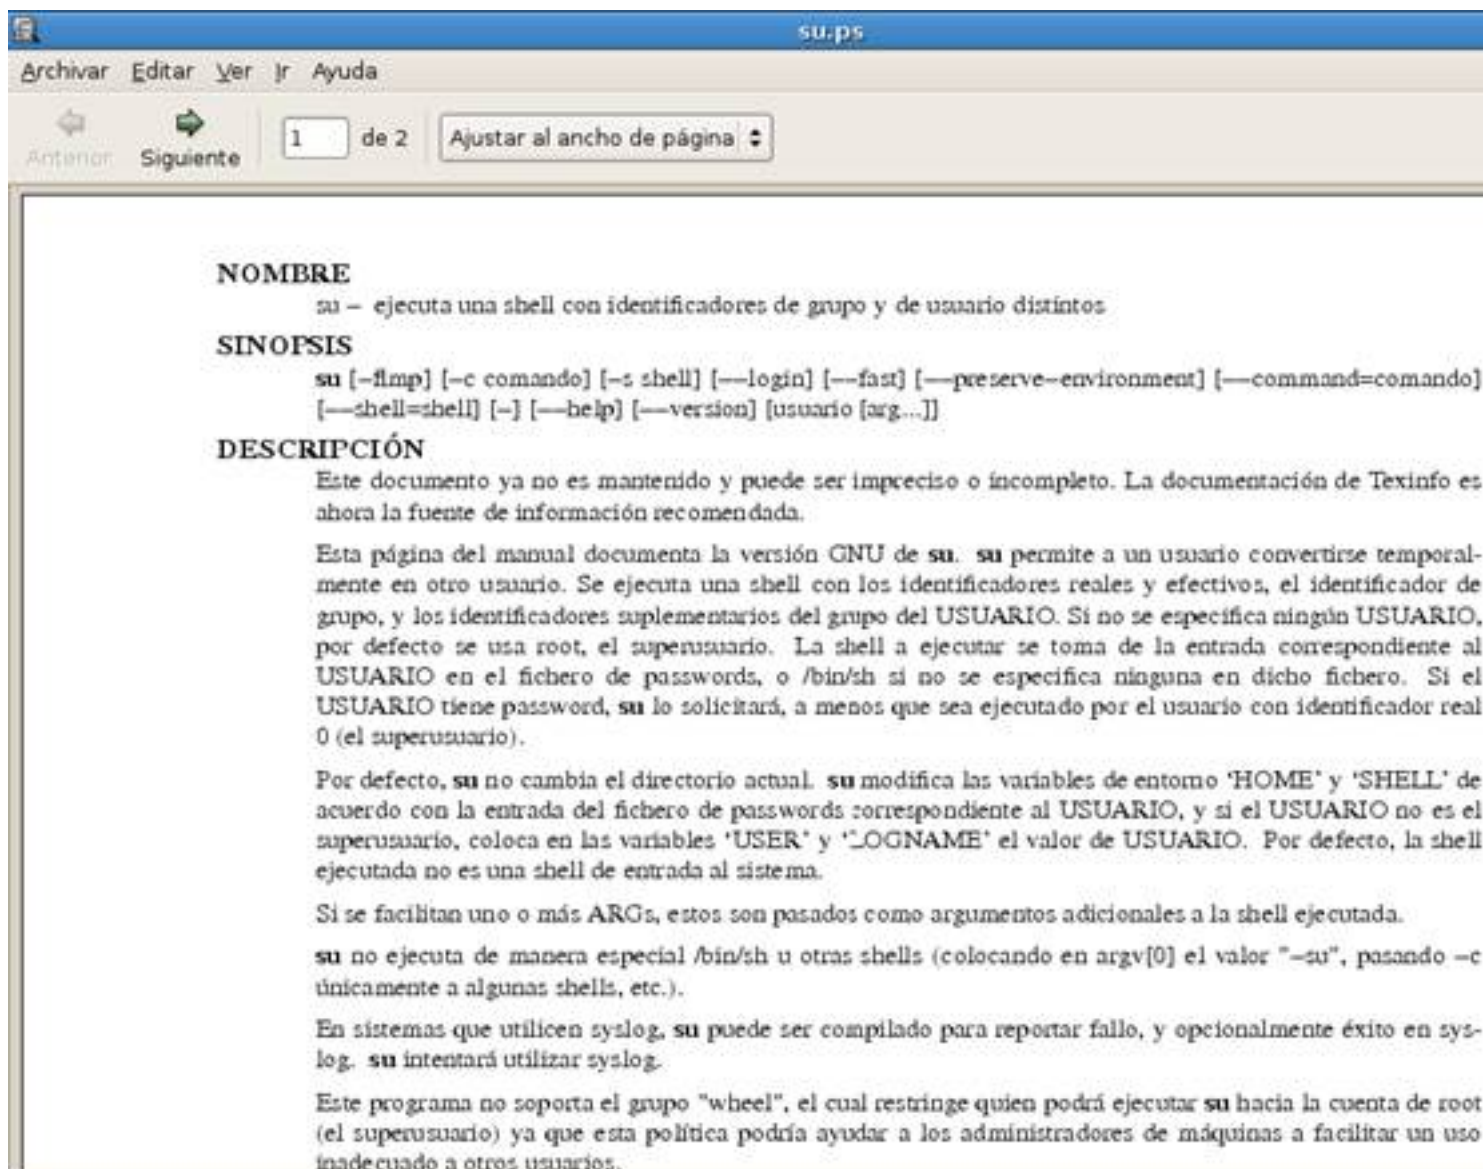 su.ps
Archivar Editar Ver Ir Ayuda
Anterior Siguiente 1 de 2 Ajustar al ancho de página
NOMBRE
su – ejecuta una shell con identificadores de grupo y de usuario distintos
SINOPSIS
su [–flmp] [–c comando] [–s shell] [––login] [––fast] [––preserve–environment] [––command=comando]
[––shell=shell] [–] [––help] [––version] [usuario [arg...]]
DESCRIPCIÓN
Este documento ya no es mantenido y puede ser impreciso o incompleto. La documentación de Texinfo es
ahora la fuente de información recomendada.
Esta página del manual documenta la versión GNU de su. su permite a un usuario convertirse temporal-
mente en otro usuario. Se ejecuta una shell con los identificadores reales y efectivos, el identificador de
grupo, y los identificadores suplementarios del grupo del USUARIO. Si no se especifica ningún USUARIO,
por defecto se usa root, el superusuario. La shell a ejecutar se toma de la entrada correspondiente al
USUARIO en el fichero de passwords, o /bin/sh si no se especifica ninguna en dicho fichero. Si el
USUARIO tiene password, su lo solicitará, a menos que sea ejecutado por el usuario con identificador real
0 (el superusuario).
Por defecto, su no cambia el directorio actual. su modifica las variables de entorno ‘HOME’ y ‘SHELL’ de
acuerdo con la entrada del fichero de passwords correspondiente al USUARIO, y si el USUARIO no es el
superusuario, coloca en las variables ‘USER’ y ‘LOGNAME’ el valor de USUARIO. Por defecto, la shell
ejecutada no es una shell de entrada al sistema.
Si se facilitan uno o más ARGs, estos son pasados como argumentos adicionales a la shell ejecutada.
su no ejecuta de manera especial /bin/sh u otras shells (colocando en argv[0] el valor "–su", pasando –c
únicamente a algunas shells, etc.).
En sistemas que utilicen syslog, su puede ser compilado para reportar fallo, y opcionalmente éxito en sys-
log. su intentará utilizar syslog.
Este programa no soporta el grupo "wheel", el cual restringe quien podrá ejecutar su hacia la cuenta de root
(el superusuario) ya que esta política podría ayudar a los administradores de máquinas a facilitar un uso
inadecuado a otros usuarios.